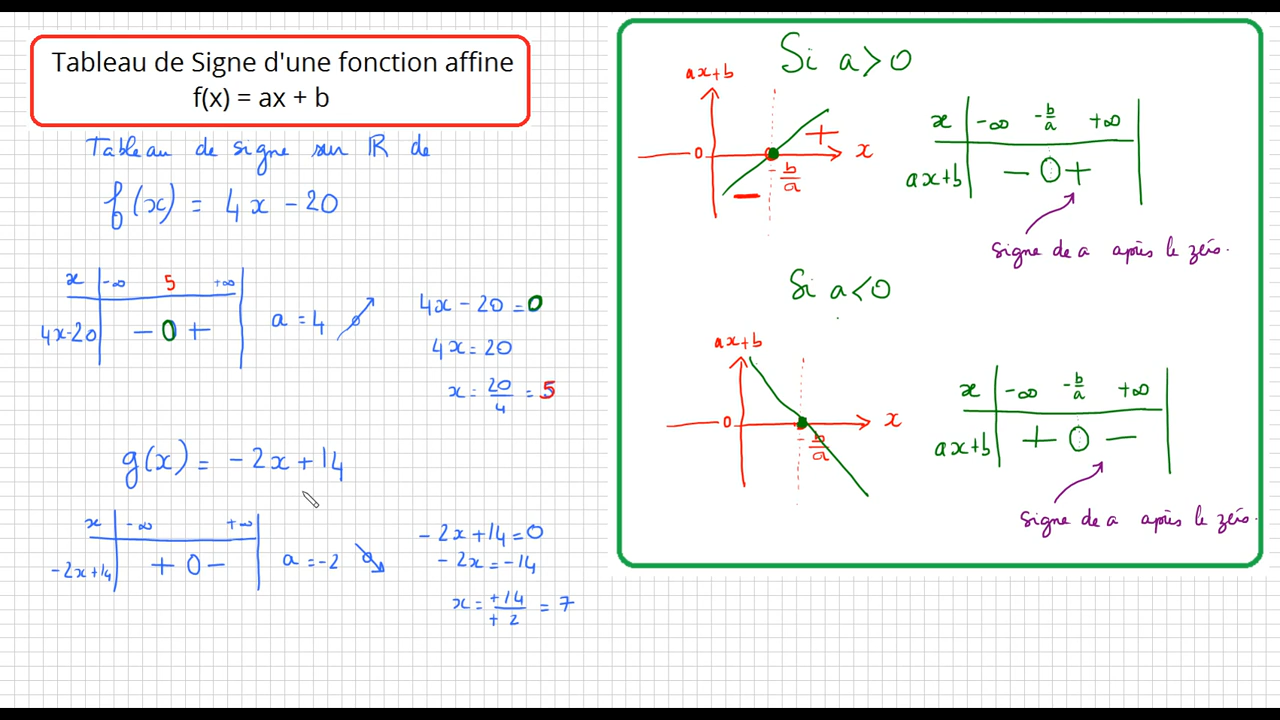 Tableau de Signe d'une fonction affine
f(x) = ax + b
Tableau de signe sur ℝ de
f(x) = 4x - 20
x -∞ 5 +∞
4x-20 - 0 +
a = 4
4x - 20 = 0
4x = 20
x = 20/4 = 5
g(x) = -2x + 14
x -∞ +∞
-2x+14 + 0 -
a = -2
-2x+14 = 0
-2x = -14
x = +14/+2 = 7
Si a > 0
ax+b
0
x
-b/a
+
-
x -∞ -b/a +∞
ax+b - 0 +
signe de a après le zéro.
Si a < 0
ax+b
0
x
-b/a
x -∞ -b/a +∞
ax+b + 0 -
signe de a après le zéro.